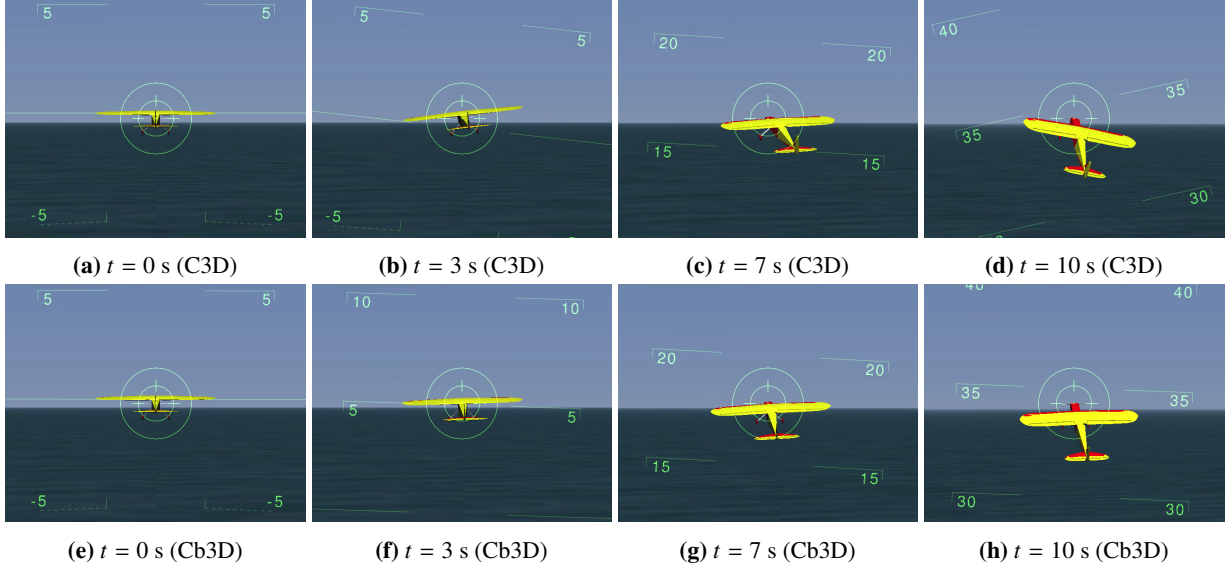 5 5
-5 -5
(a) t = 0 s (C3D)
5 5
-5
(b) t = 3 s (C3D)
20 20
15 15
(c) t = 7 s (C3D)
40
35
35
30
(d) t = 10 s (C3D)
5 5
-5 -5
(e) t = 0 s (Cb3D)
10 10
5 5
(f) t = 3 s (Cb3D)
20 20
15 15
(g) t = 7 s (Cb3D)
40 40
35 35
30 30
(h) t = 10 s (Cb3D)